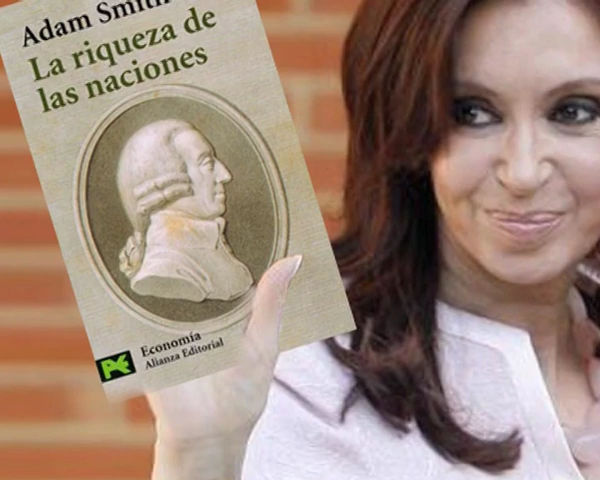 Adam Smith
La riqueza de
las naciones
Economía
Alianza Editorial